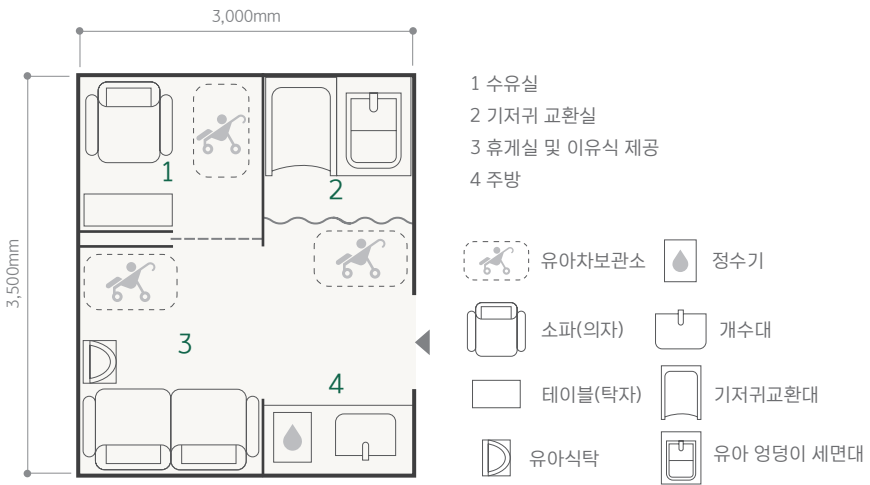 3,000mm
3,500mm
1
2
3
4
1 수유실
2 기저귀 교환실
3 휴게실 및 이유식 제공
4 주방
유아차보관소
정수기
소파(의자)
개수대
테이블(탁자)
기저귀교환대
유아식탁
유아 엉덩이 세면대